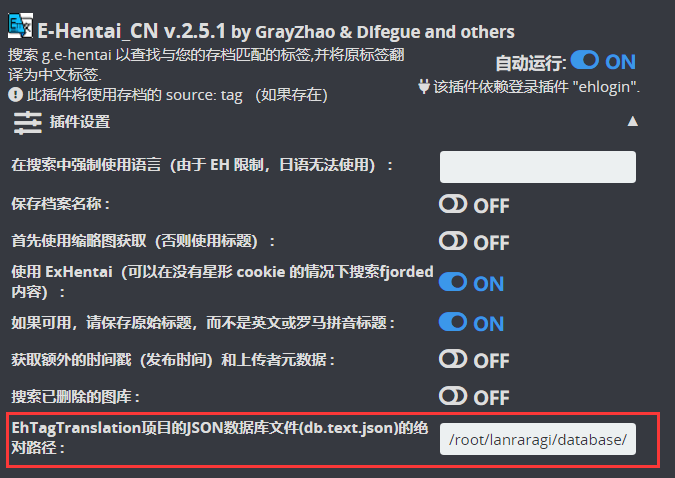 E-Hentai_CN v.2.5.1 by GrayZhao & Difegue and others
搜索 g.e-hentai 以查找与您的存档匹配的标签,并将原标签翻
译为中文标签.
自动运行: ON
此插件将使用存档的 source: tag （如果存在）
该插件依赖登录插件 "ehlogin".
插件设置
在搜索中强制使用语言（由于 EH 限制，日语无法使用）：
保存档案名称 : OFF
首先使用缩略图获取（否则使用标题）： OFF
使用 ExHentai（可以在没有星形 cookie 的情况下搜索fjorded
内容）： ON
如果可用，请保存原始标题，而不是英文或罗马拼音标题 : ON
获取额外的时间戳（发布时间）和上传者元数据 : OFF
搜索已删除的图库 : OFF
EhTagTranslation项目的JSON数据库文件(db.text.json)的绝
对路径 : /root/lanraragi/database/